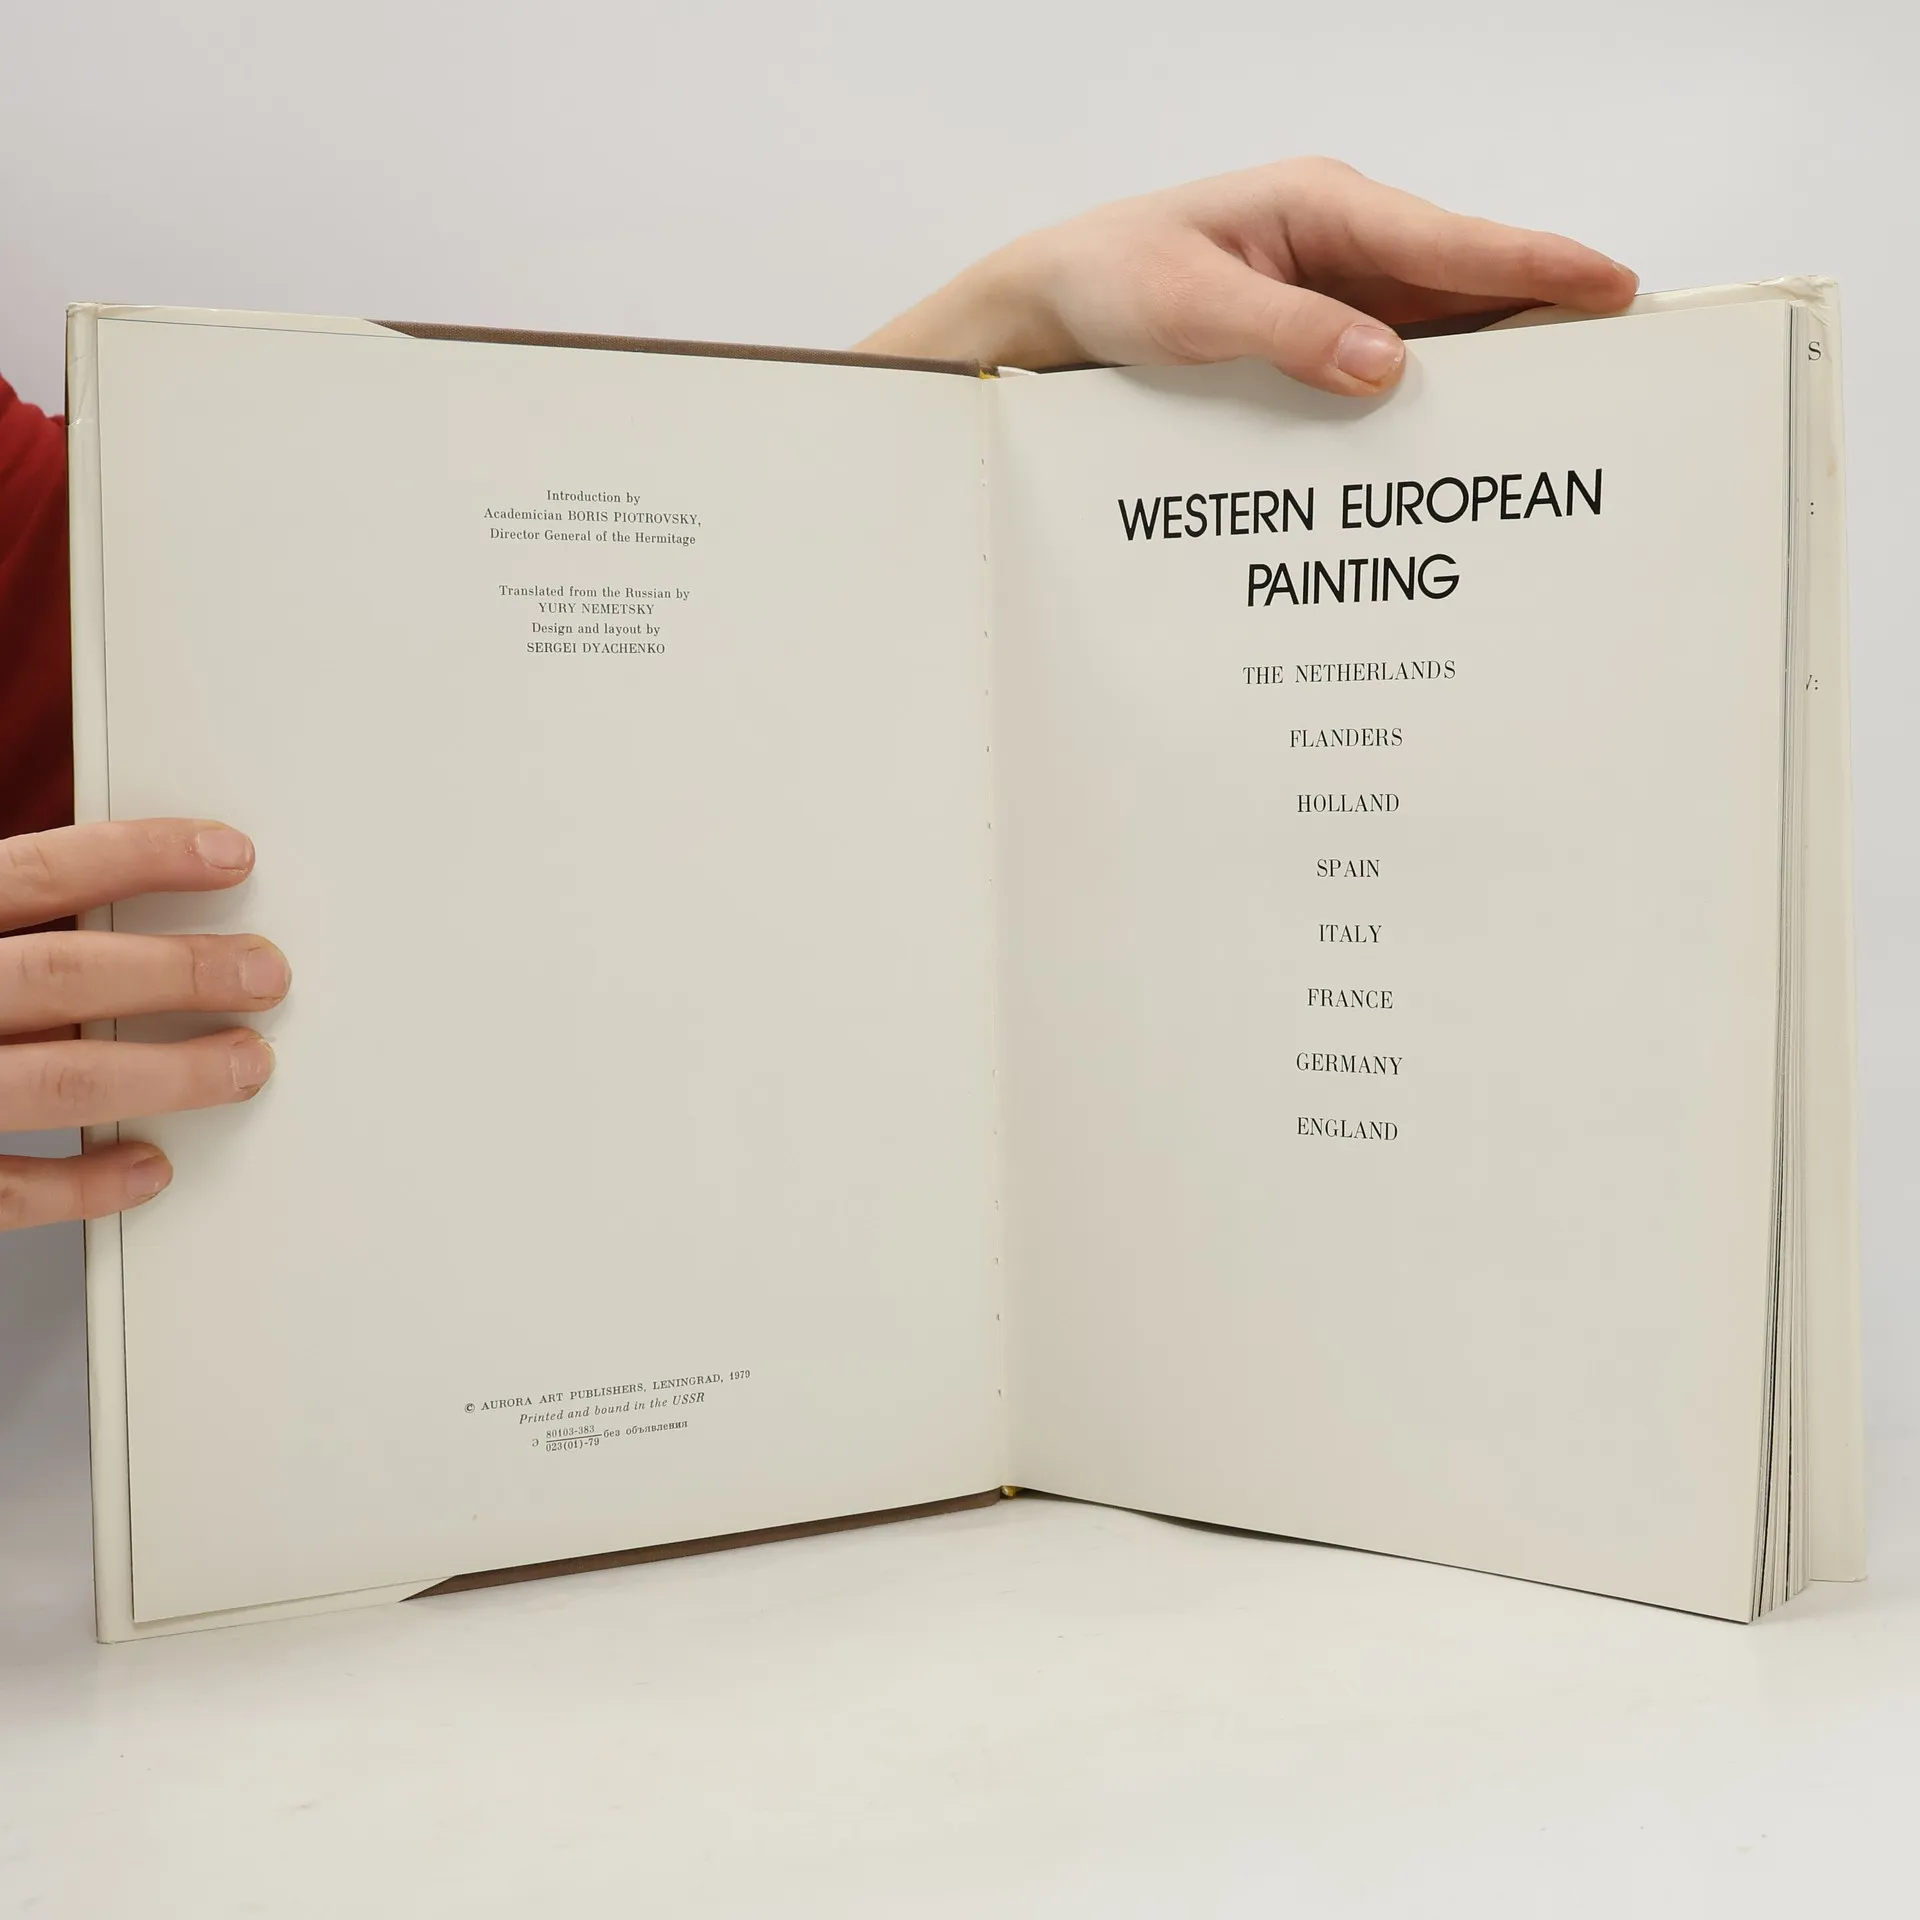 Introduction by
Academician BORIS PIOTROVSKY,
Director General of the Hermitage
Translated from the Russian by
YURY NEMETSKY
Design and layout by
SERGEI DYACHENKO
© AURORA ART PUBLISHERS, LENINGRAD, 1979
Printed and bound in the USSR
Э 80103-383 без объявления
023(01)-79
WESTERN EUROPEAN
PAINTING
THE NETHERLANDS
FLANDERS
HOLLAND
SPAIN
ITALY
FRANCE
GERMANY
ENGLAND
S
: